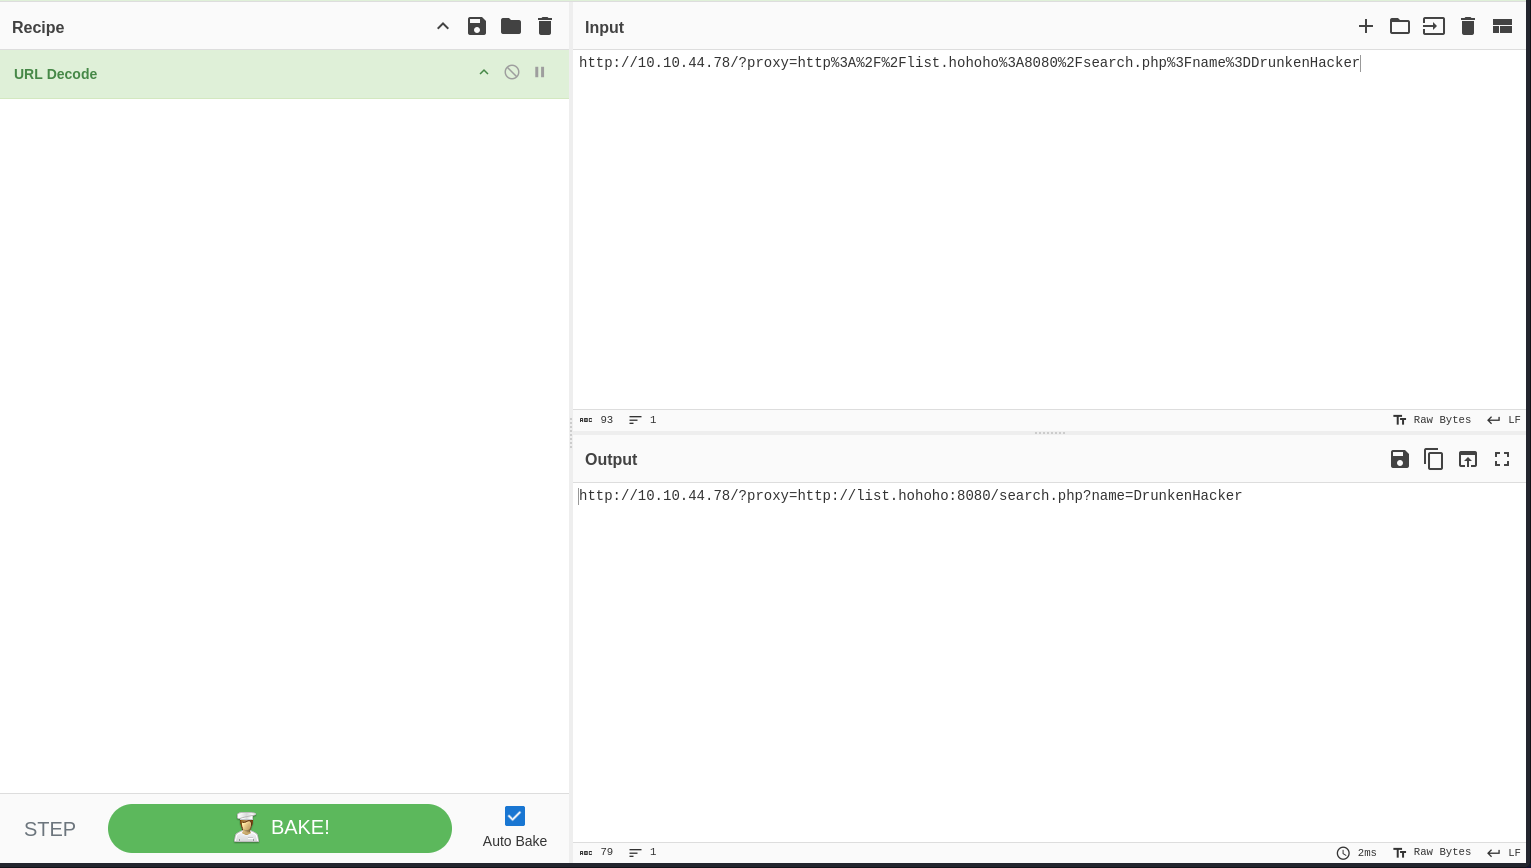 Recipe
URL Decode
STEP
BAKE!
Auto Bake
Input
http://10.10.44.78/?proxy=http%3A%2F%2Flist.hohoho%3A8080%2Fsearch.php%3Fname%3DDrunkenHacker
ABC 93 1 Raw Bytes LF
Output
http://10.10.44.78/?proxy=http://list.hohoho:8080/search.php?name=DrunkenHacker
ABC 79 1 2ms Raw Bytes LF